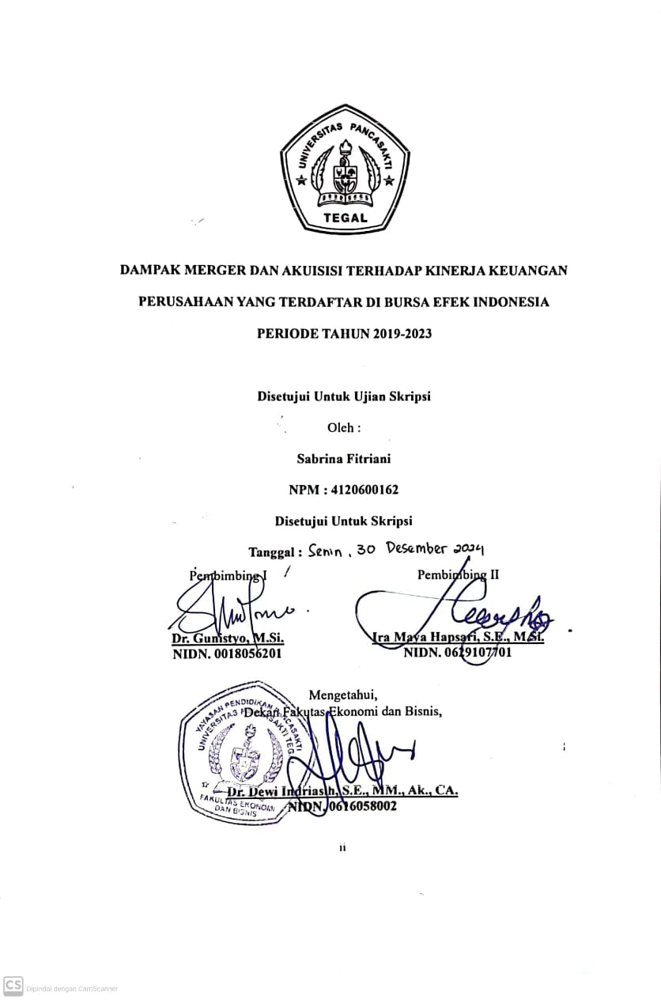 UNIVERSITAS PANCASAKTI
TEGAL
DAMPAK MERGER DAN AKUISISI TERHADAP KINERJA KEUANGAN
PERUSAHAAN YANG TERDAFTAR DI BURSA EFEK INDONESIA
PERIODE TAHUN 2019-2023
Disetujui Untuk Ujian Skripsi
Oleh :
Sabrina Fitriani
NPM : 4120600162
Disetujui Untuk Skripsi
Tanggal : Senin, 30 Desember 2024
Pembimbing I
Pembimbing II
Dr. Gunistyo, M.Si.
Ira Maya Hapsari, S.E., M.Si.
NIDN. 0018056201
NIDN. 0629107701
Mengetahui,
Dekan Fakutas Ekonomi dan Bisnis,
YAYASAN PENDIDIKAN PANCASAKTI
UNIVERSITAS PANCASAKTI TEGAL
FAKULTAS EKONOMI
DAN BISNIS
Dr. Dewi Indriasih, S.E., MM., Ak., CA.
NIDN. 0616058002
ii
CS Dipindai dengan CamScanner